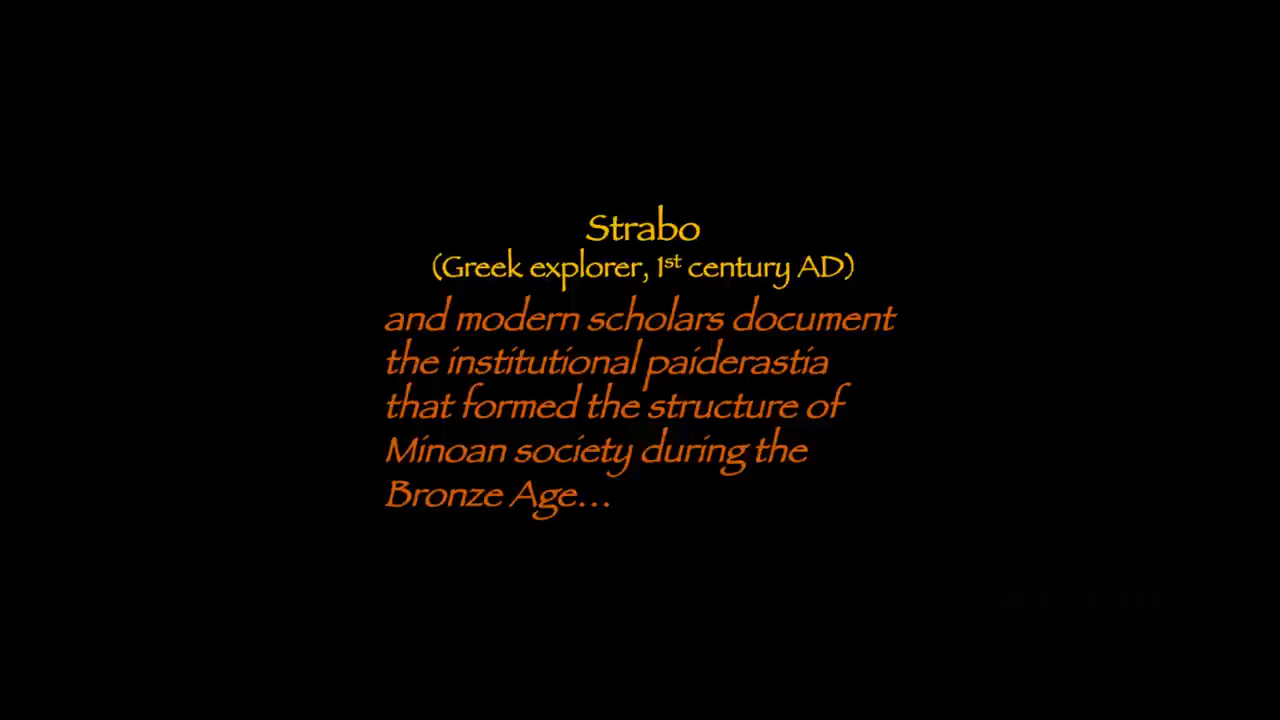 Strabo
(Greek explorer, 1st century AD)
and modern scholars document
the institutional paiderastia
that formed the structure of
Minoan society during the
Bronze Age...